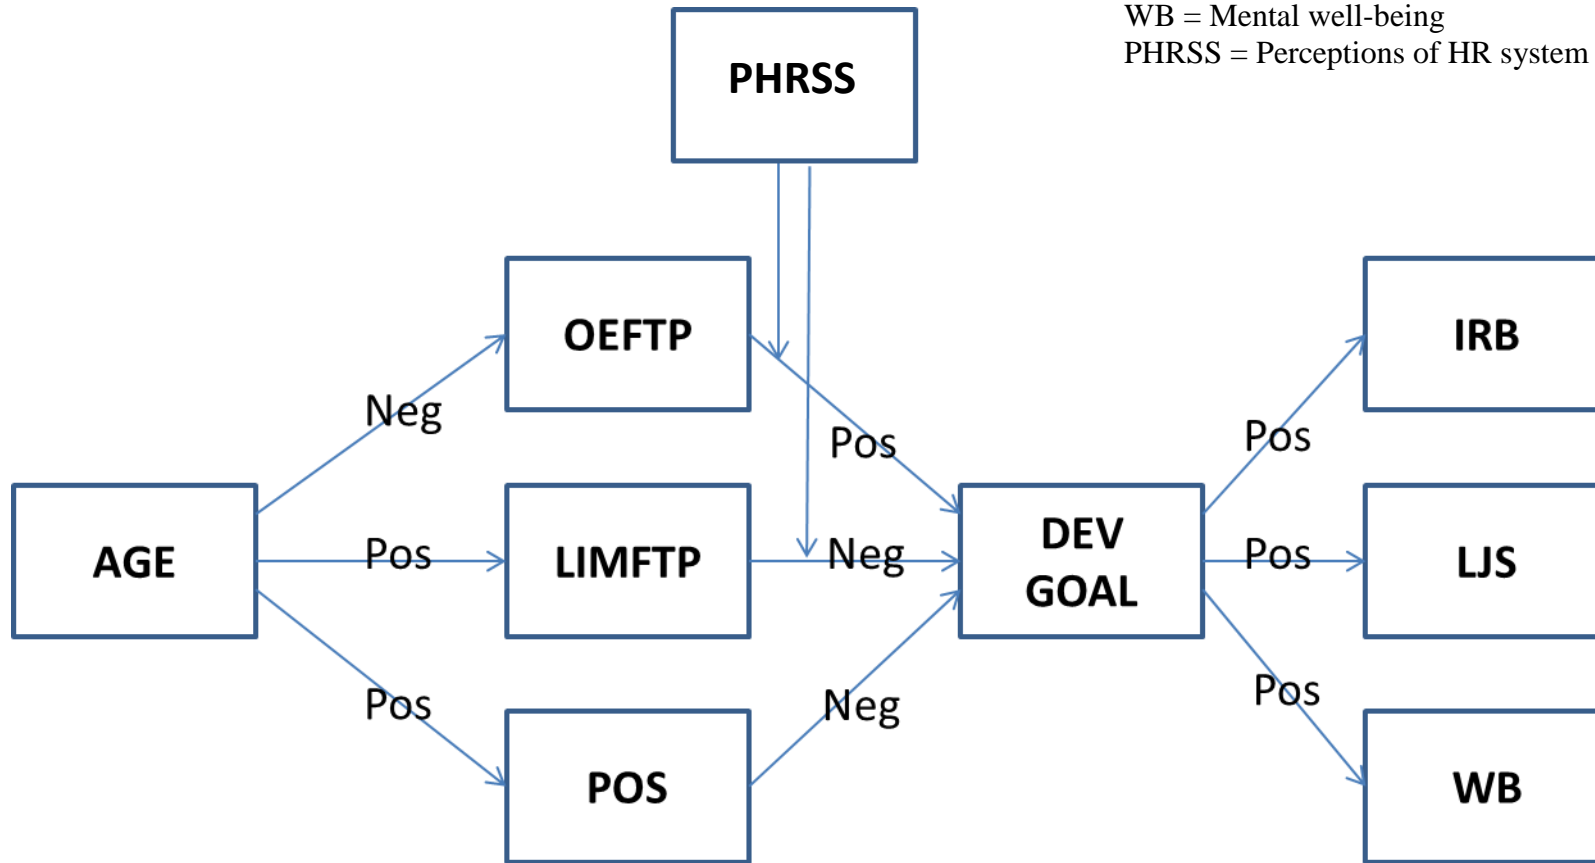 WB = Mental well-being
PHRSS = Perceptions of HR system
PHRSS
OEFTP
IRB
Neg
Pos
Pos
AGE
Pos
LIMFTP
Neg
DEV
GOAL
Pos
LJS
Pos
Neg
Pos
POS
WB